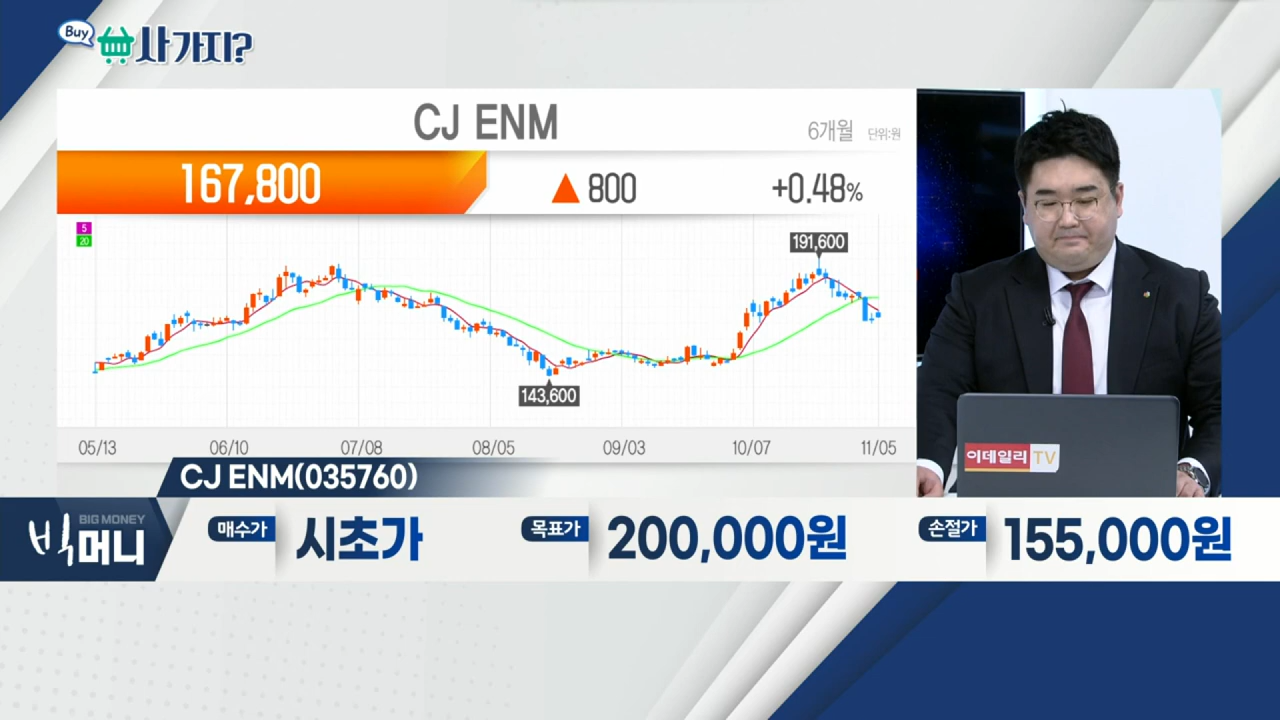 Buy 사가지?
CJ ENM
6개월 단위:원
167,800 ▲ 800 +0.48%
5
20
191,600
143,600
05/13 06/10 07/08 08/05 09/03 10/07 11/05
이데일리 TV
CJ ENM(035760)
BIG MONEY
빅머니
매수가 시초가 목표가 200,000원 손절가 155,000원